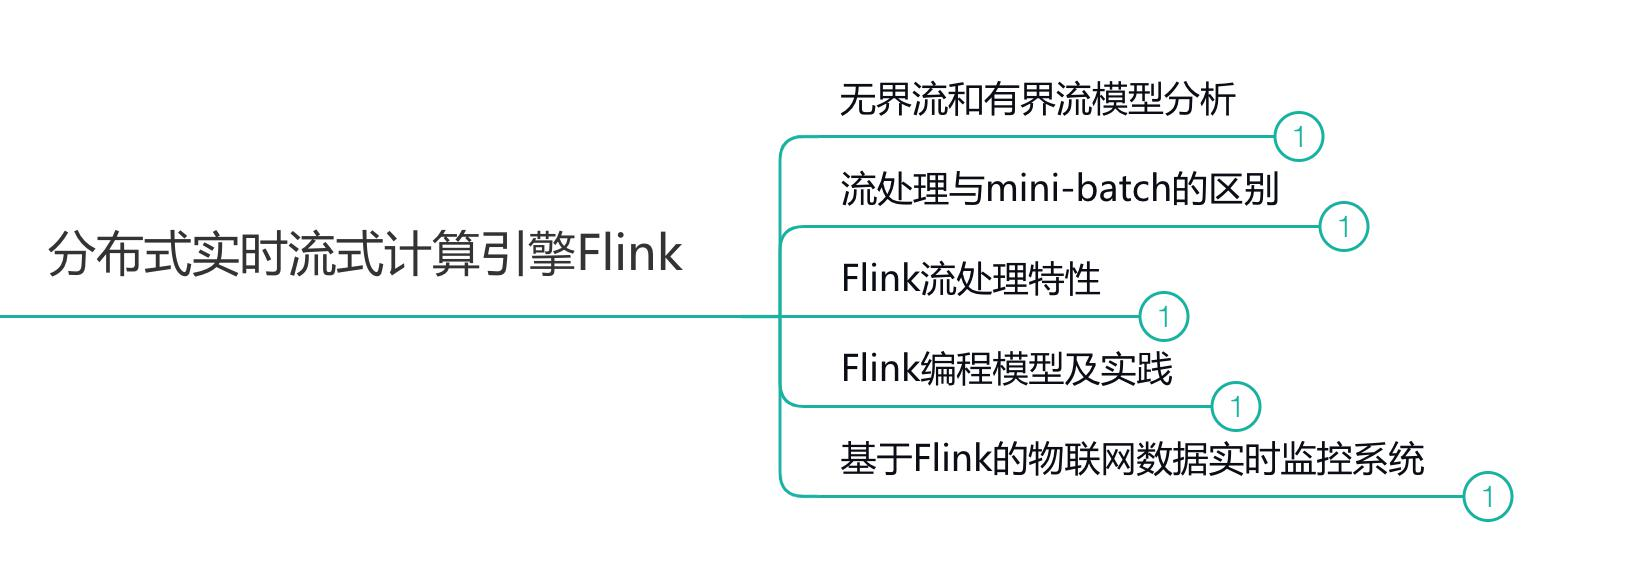 无界流和有界流模型分析
1
流处理与mini-batch的区别
1
分布式实时流式计算引擎Flink
Flink流处理特性
1
Flink编程模型及实践
1
基于Flink的物联网数据实时监控系统
1